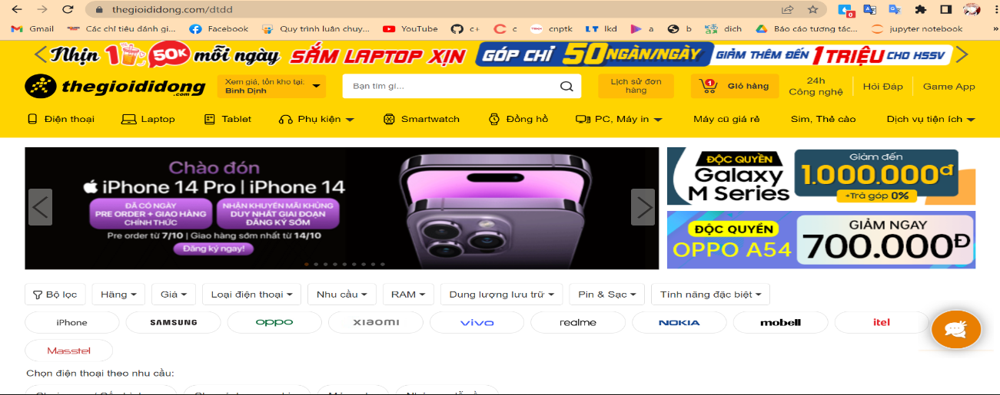 thegioididong.com/dtdd
0
Gmail
Các chỉ tiêu đánh gi...
Facebook
Quy trình luân chuy...
YouTube
c+
c
cnptk
lkd
a
b
dich
Báo cáo tương tác...
jupyter notebook
»
Nhịn 1 50K mỗi ngày SẮM LAPTOP XỊN GÓP CHỈ 50 NGÀN/NGÀY GIẢM THÊM ĐẾN 1 TRIỆU CHO HSSV
thegioididong
.com
Xem giá, tồn kho tại:
Bình Định
Bạn tìm gì...
Lịch sử đơn
hàng
1
Giỏ hàng
24h
Công nghệ
Hỏi Đáp
Game App
Điện thoại
Laptop
Tablet
Phụ kiện
Smartwatch
Đồng hồ
PC, Máy in
Máy cũ giá rẻ
Sim, Thẻ cào
Dịch vụ tiện ích
Chào đón
iPhone 14 Pro | iPhone 14
ĐÃ CÓ NGÀY
PRE ORDER + GIAO HÀNG
CHÍNH THỨC
NHẬN KHUYẾN MÃI KHỦNG
DUY NHẤT GIAI ĐOẠN
ĐĂNG KÝ SỚM
Pre order từ 7/10 | Giao hàng sớm nhất từ 14/10
Đăng ký ngay!
ĐỘC QUYỀN
Galaxy
M Series
Giảm đến
1.000.000đ
+Trả góp 0%
ĐỘC QUYỀN
OPPO A54
GIẢM NGAY
700.000Đ
Bộ lọc
Hãng
Giá
Loại điện thoại
Nhu cầu
RAM
Dung lượng lưu trữ
Pin & Sạc
Tính năng đặc biệt
iPhone
SAMSUNG
oppo
xiaomi
vivo
realme
NOKIA
mobell
itel
Masstel
Chọn điện thoại theo nhu cầu: